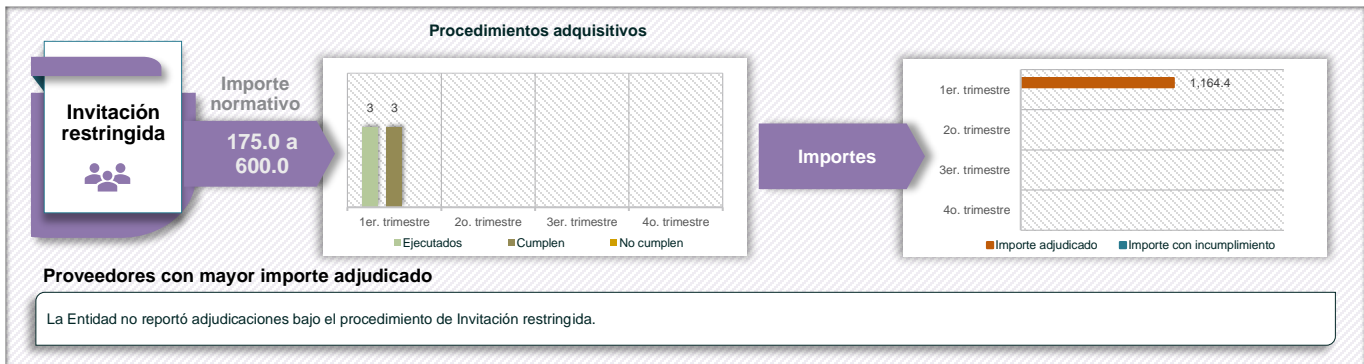 Procedimientos adquisitivos
Invitación
restringida
Importe
normativo
175.0 a
600.0
3 3
1er. trimestre 2o. trimestre 3er. trimestre 4o. trimestre
Ejecutados Cumplen No cumplen
Importes
1er. trimestre 1,164.4
2o. trimestre
3er. trimestre
4o. trimestre
Importe adjudicado Importe con incumplimiento
Proveedores con mayor importe adjudicado
La Entidad no reportó adjudicaciones bajo el procedimiento de Invitación restringida.